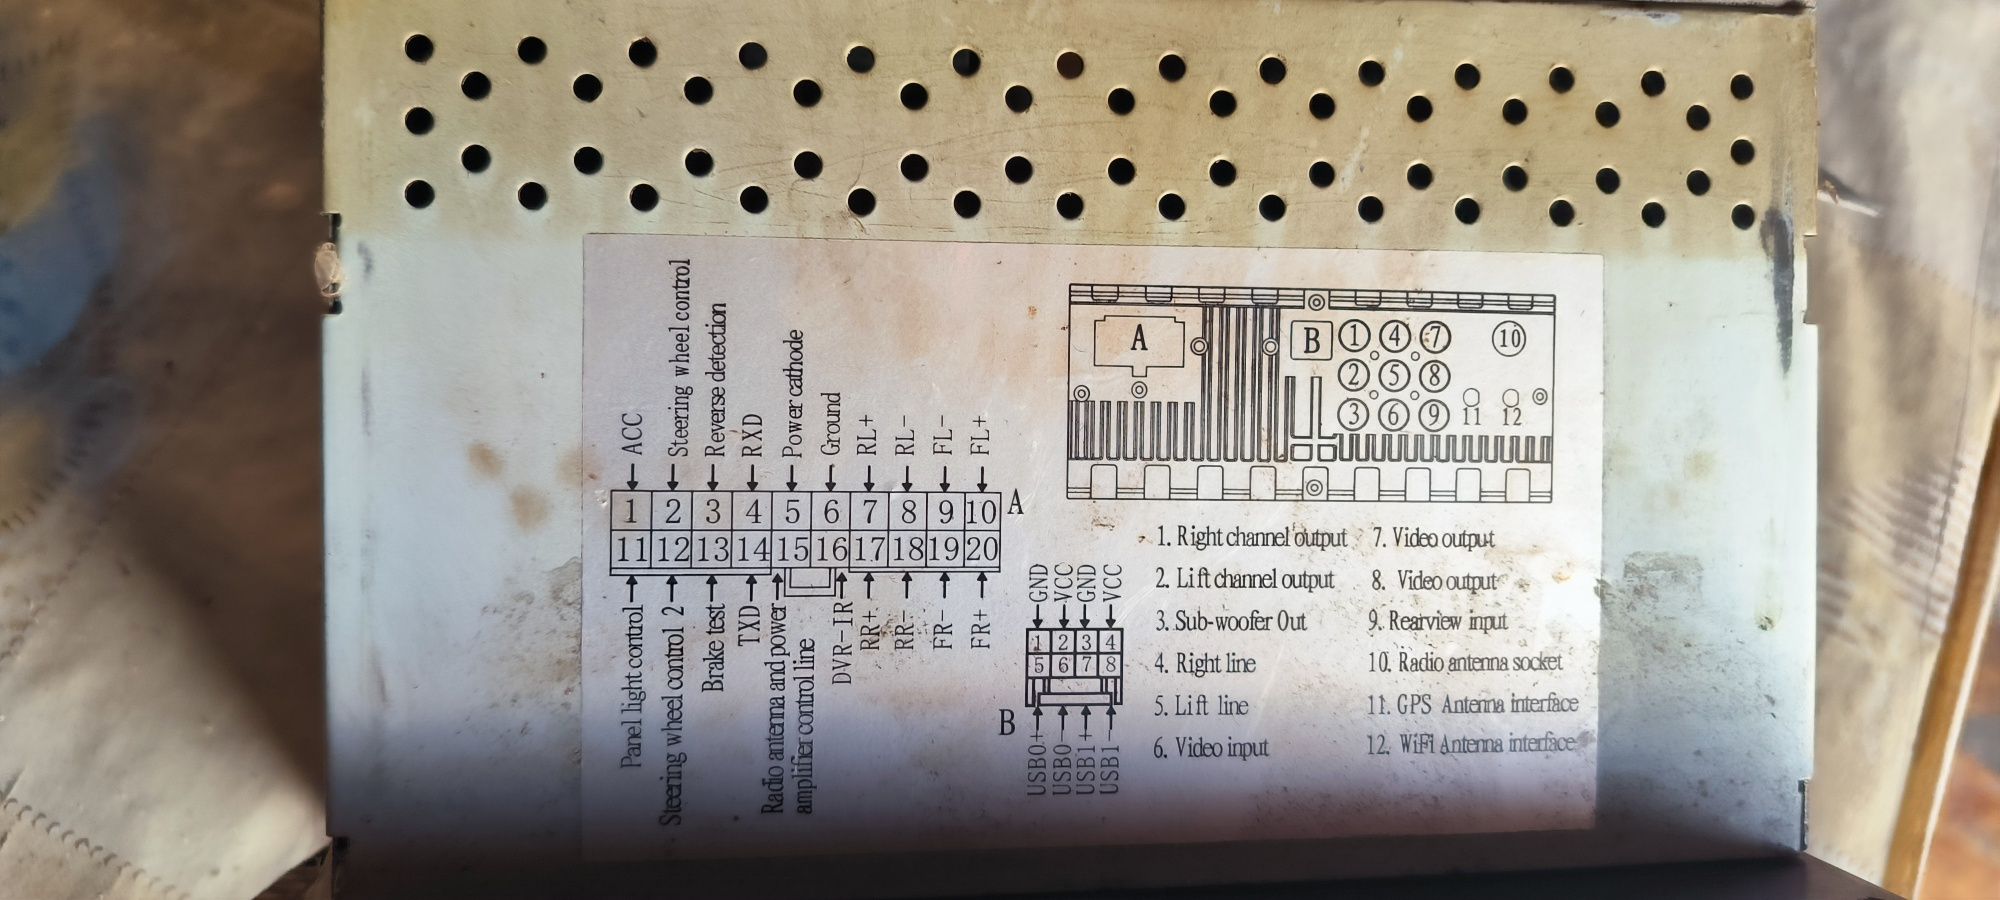 ACC
Steering wheel control
Reverse detection
RXD
Power cathode
Ground
RL+
RL-
FL-
FL+
1 2 3 4 5 6 7 8 9 10
A
11 12 13 14 15 16 17 18 19 20
Panel light control
Steering wheel control 2
Brake test
TXD
Radio antenna and power
amplifier control line
DVR-IR
RR+
RR-
FR-
FR+
GND
VCC
GND
VCC
1 2 3 4
5 6 7 8
B
USB0+
USB0-
USB1+
USB1-
A
B
1 4 7
10
2 5 8
3 6 9
11 12
1. Right channel output
2. Lift channel output
3. Sub-woofer Out
4. Right line
5. Lift line
6. Video input
7. Video output
8. Video output
9. Rearview input
10. Radio antenna socket
11. GPS Antenna interface
12. WiFi Antenna interface